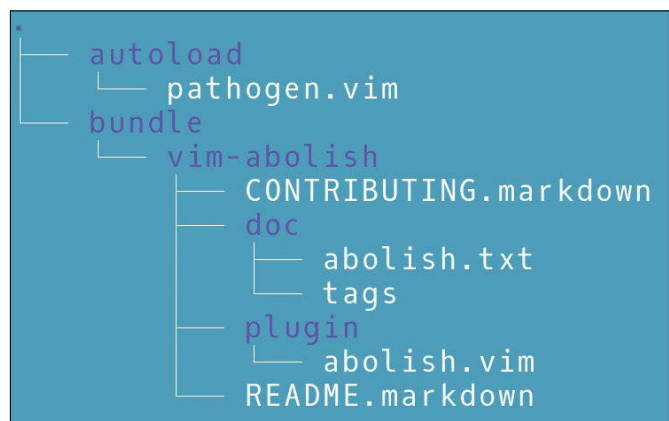 .
autoload
pathogen.vim
bundle
vim-abolish
CONTRIBUTING.markdown
doc
abolish.txt
tags
plugin
abolish.vim
README.markdown